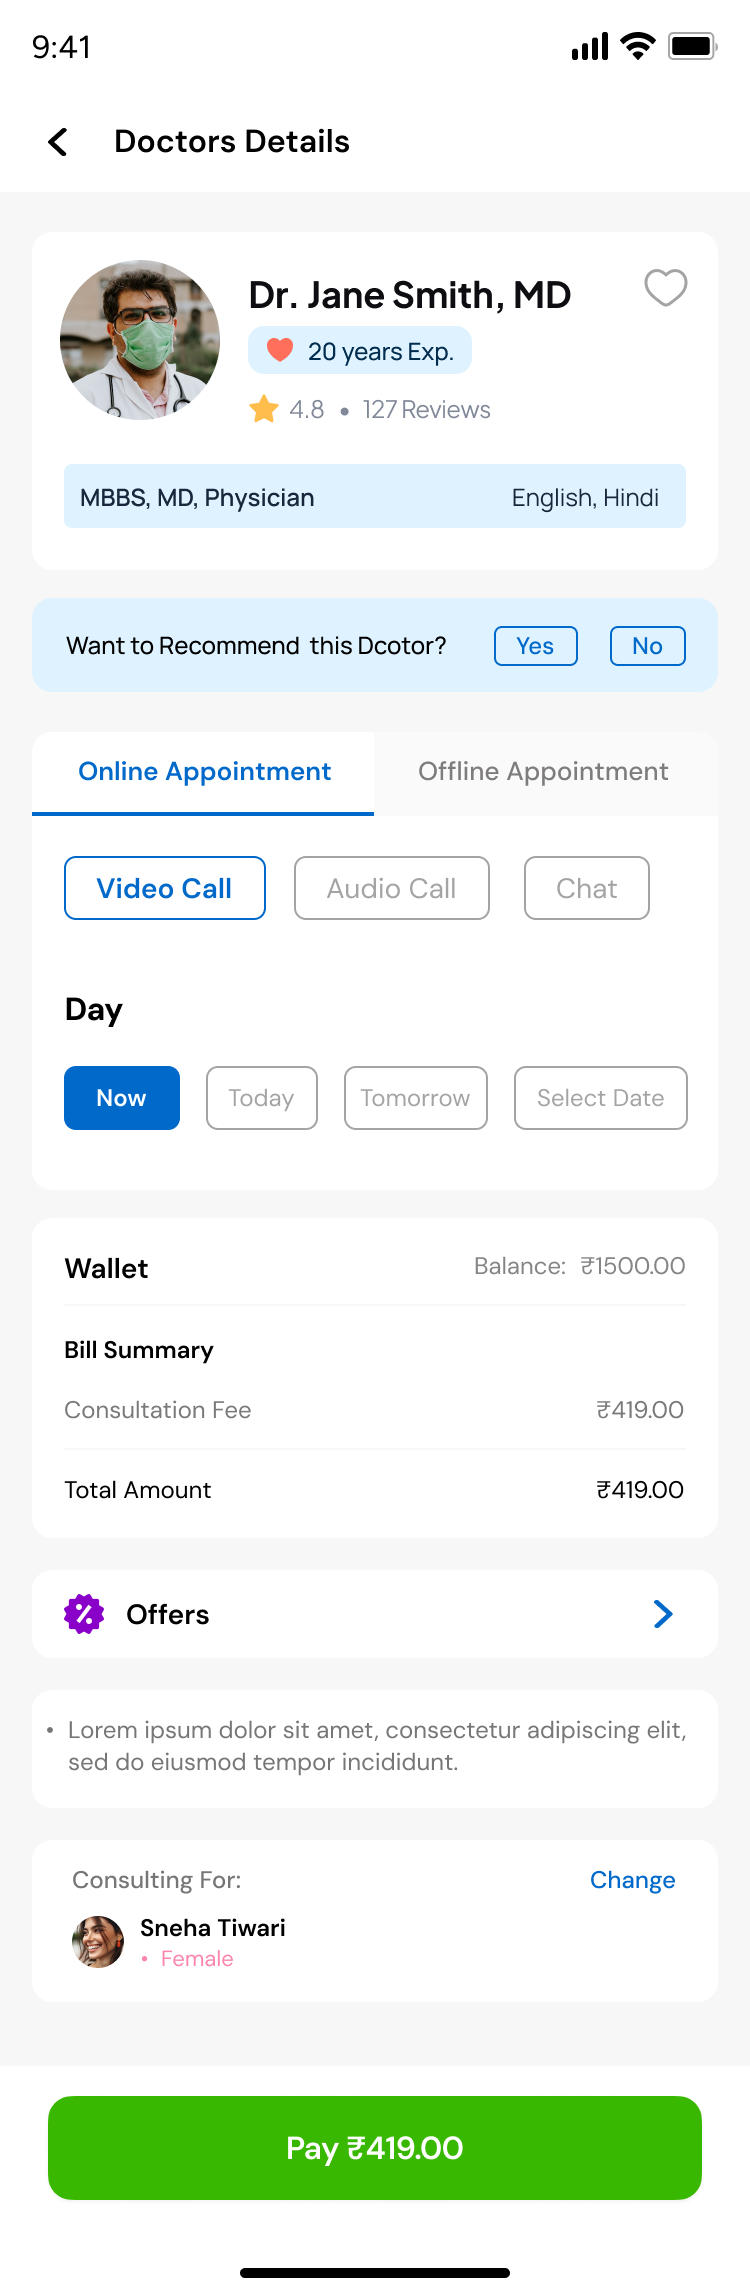 9:41
Doctors Details
Dr. Jane Smith, MD
20 years Exp.
4.8 • 127 Reviews
MBBS, MD, Physician English, Hindi
Want to Recommend this Dcotor? Yes No
Online Appointment Offline Appointment
Video Call Audio Call Chat
Day
Now Today Tomorrow Select Date
Wallet Balance: ₹1500.00
Bill Summary
Consultation Fee ₹419.00
Total Amount ₹419.00
% Offers
• Lorem ipsum dolor sit amet, consectetur adipiscing elit,
sed do eiusmod tempor incididunt.
Consulting For: Change
Sneha Tiwari
• Female
Pay ₹419.00